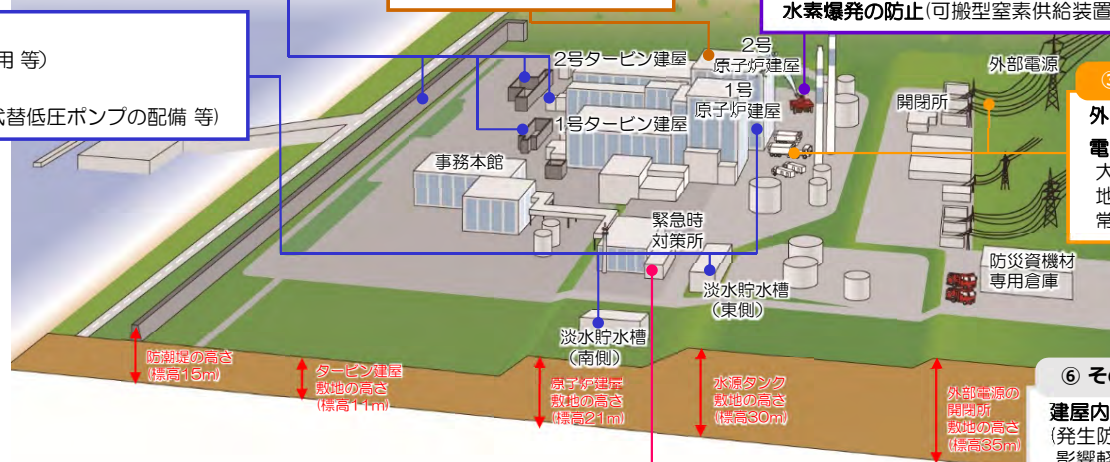 水素爆発の防止(可搬型窒素供給装置
用 等)
代替低圧ポンプの配備 等)
2号タービン建屋
2号
原子炉建屋
1号
原子炉建屋
1号タービン建屋
事務本館
外部電源
開閉所
外
電
大
地
常
緊急時
対策所
防災資機材
専用倉庫
淡水貯水槽
(東側)
淡水貯水槽
(南側)
防潮堤の高さ
(標高15m)
タービン建屋
敷地の高さ
(標高11m)
原子炉建屋
敷地の高さ
(標高21m)
水源タンク
敷地の高さ
(標高30m)
外部電源の
開閉所
敷地の高さ
(標高35m)
⑥ その
建屋内
(発生防
影響軽